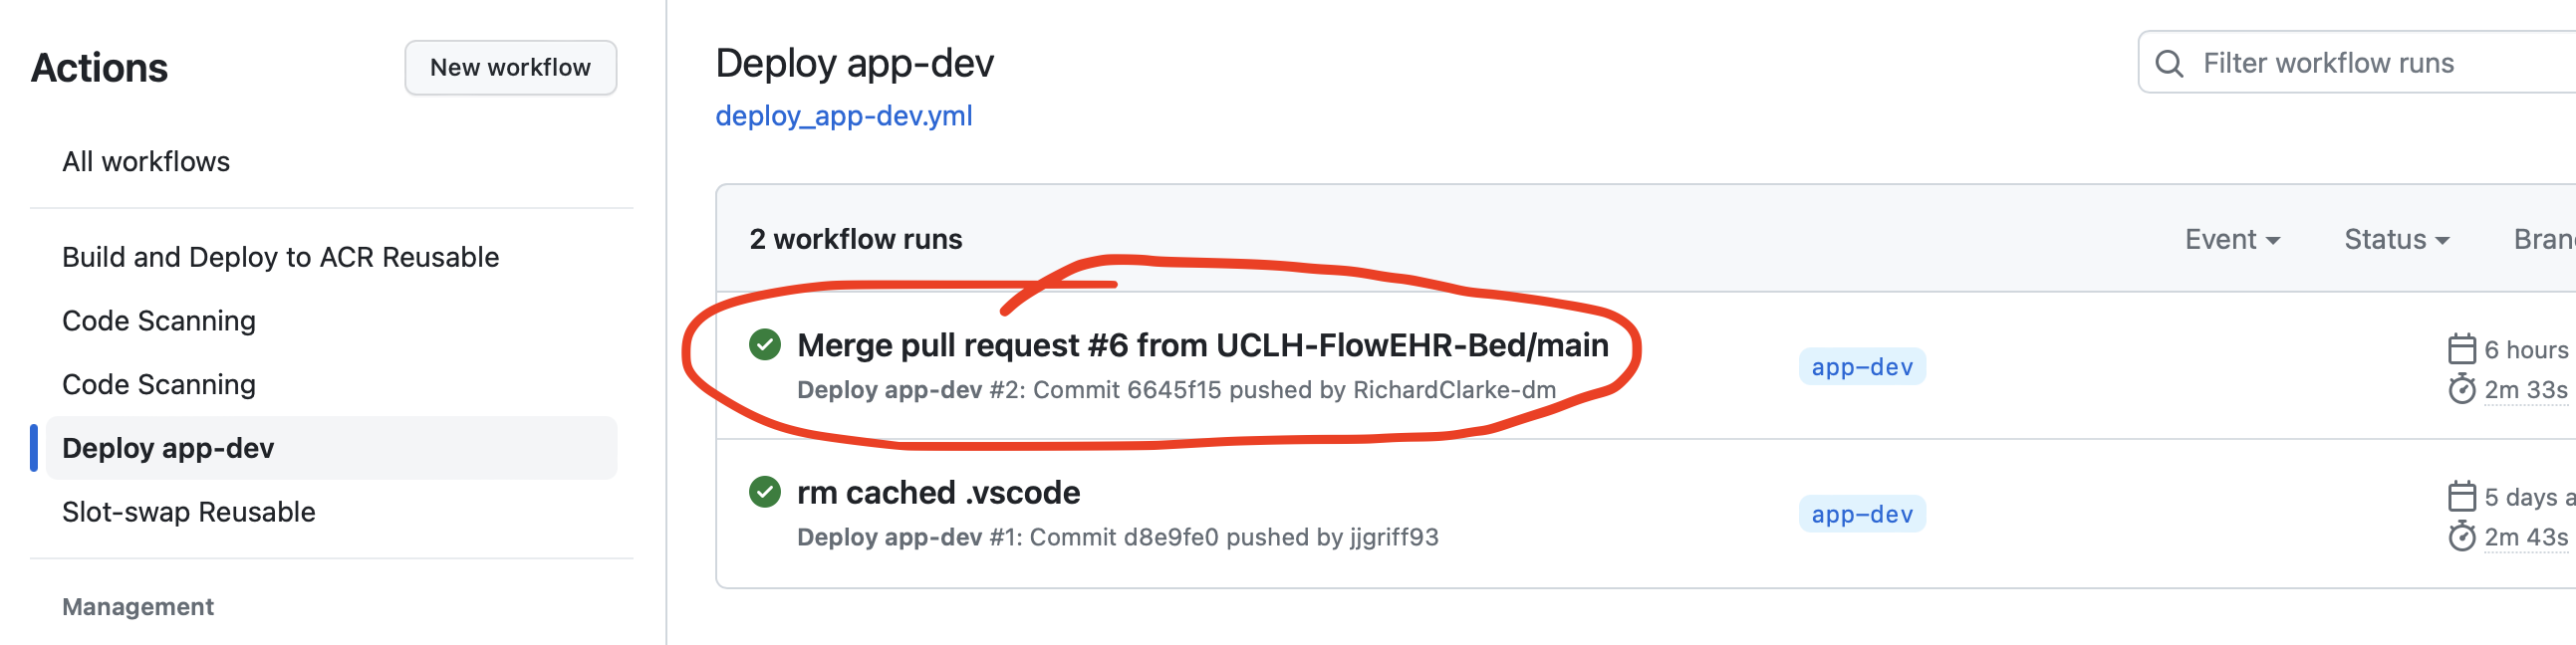 Actions
New workflow
All workflows
Build and Deploy to ACR Reusable
Code Scanning
Code Scanning
Deploy app-dev
Slot-swap Reusable
Management
Deploy app-dev
deploy_app-dev.yml
Filter workflow runs
2 workflow runs
Event
Status
Bran
Merge pull request #6 from UCLH-FlowEHR-Bed/main
Deploy app-dev #2: Commit 6645f15 pushed by RichardClarke-dm
app-dev
6 hours
2m 33s
rm cached .vscode
Deploy app-dev #1: Commit d8e9fe0 pushed by jjgriff93
app-dev
5 days a
2m 43s